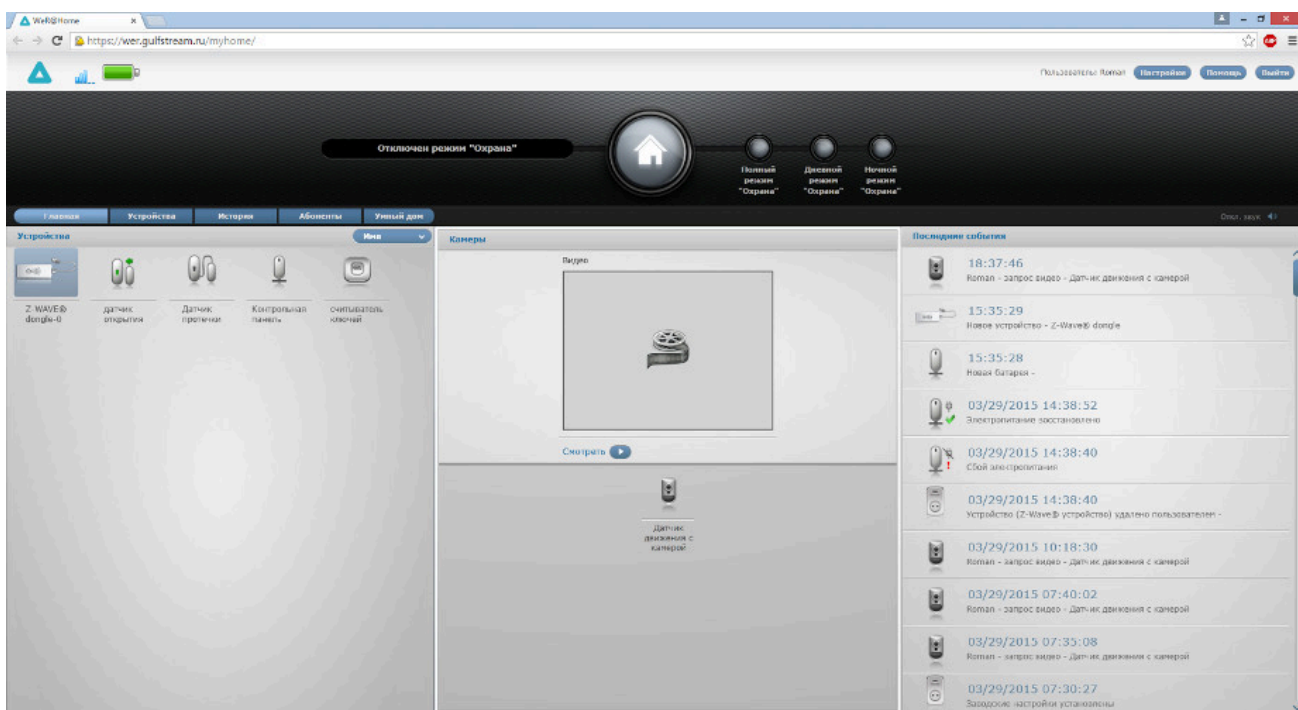 WeR@Home
https://wer.gulfstream.ru/myhome/
Пользователь: Roman Настройки Помощь Выйти
Отключен режим "Охрана"
Полный режим "Охрана"
Дневной режим "Охрана"
Ночной режим "Охрана"
Главная Устройства История Абоненты Умный дом Откл. звук
Устройства Имя
Z-WAVE® dongle-0
датчик открытия
Датчик протечки
Контрольная панель
считыватель ключей
Камеры
Видео
Смотреть
Датчик
движения с
камерой
Последние события
18:37:46
Roman - запрос видео - Датчик движения с камерой
15:35:29
Новое устройство - Z-Wave® dongle
15:35:28
Новая батарея -
03/29/2015 14:38:52
Электропитание восстановлено
03/29/2015 14:38:40
Сбой электропитания
03/29/2015 14:38:40
Устройство (Z-Wave® устройство) удалено пользователем -
03/29/2015 10:18:30
Roman - запрос видео - Датчик движения с камерой
03/29/2015 07:40:02
Roman - запрос видео - Датчик движения с камерой
03/29/2015 07:35:08
Roman - запрос видео - Датчик движения с камерой
03/29/2015 07:30:27
Заводские настройки установлены